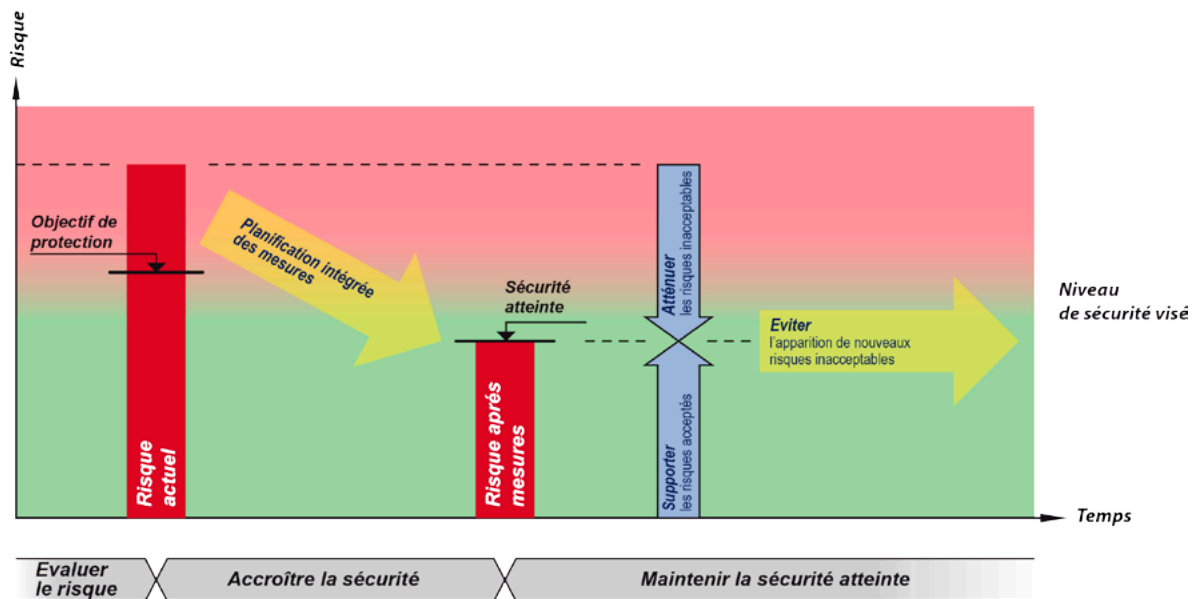 Risque
Objectif de
protection
Planification intégrée
des mesures
Sécurité
atteinte
Atténuer
les risques inacceptables
Eviter
l'apparition de nouveaux
risques inacceptables
Niveau
de sécurité visé
Risque
actuel
Risque aprés
mesures
Supporter
les risques acceptés
Temps
Evaluer
le risque
Accroître la sécurité
Maintenir la sécurité atteinte